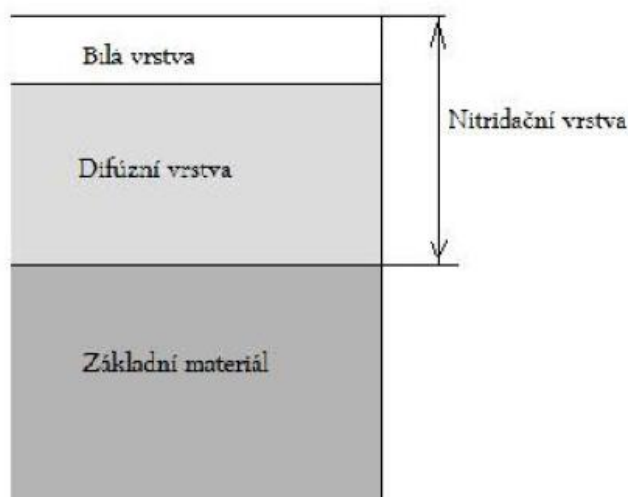 Bílá vrstva
Nitridační vrstva
Difúzní vrstva
Základní materiál